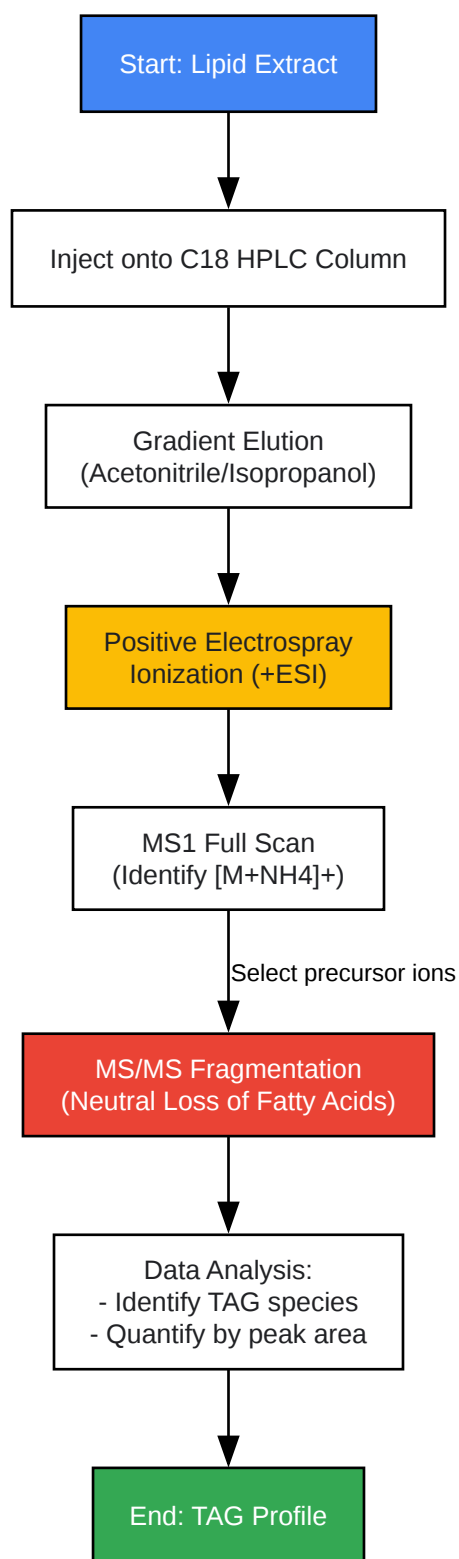 Start: Lipid Extract
Inject onto C18 HPLC Column
Gradient Elution
(Acetonitrile/Isopropanol)
Positive Electrospray
Ionization (+ESI)
MS1 Full Scan
(Identify [M+NH4]+)
Select precursor ions
MS/MS Fragmentation
(Neutral Loss of Fatty Acids)
Data Analysis:
- Identify TAG species
- Quantify by peak area
End: TAG Profile